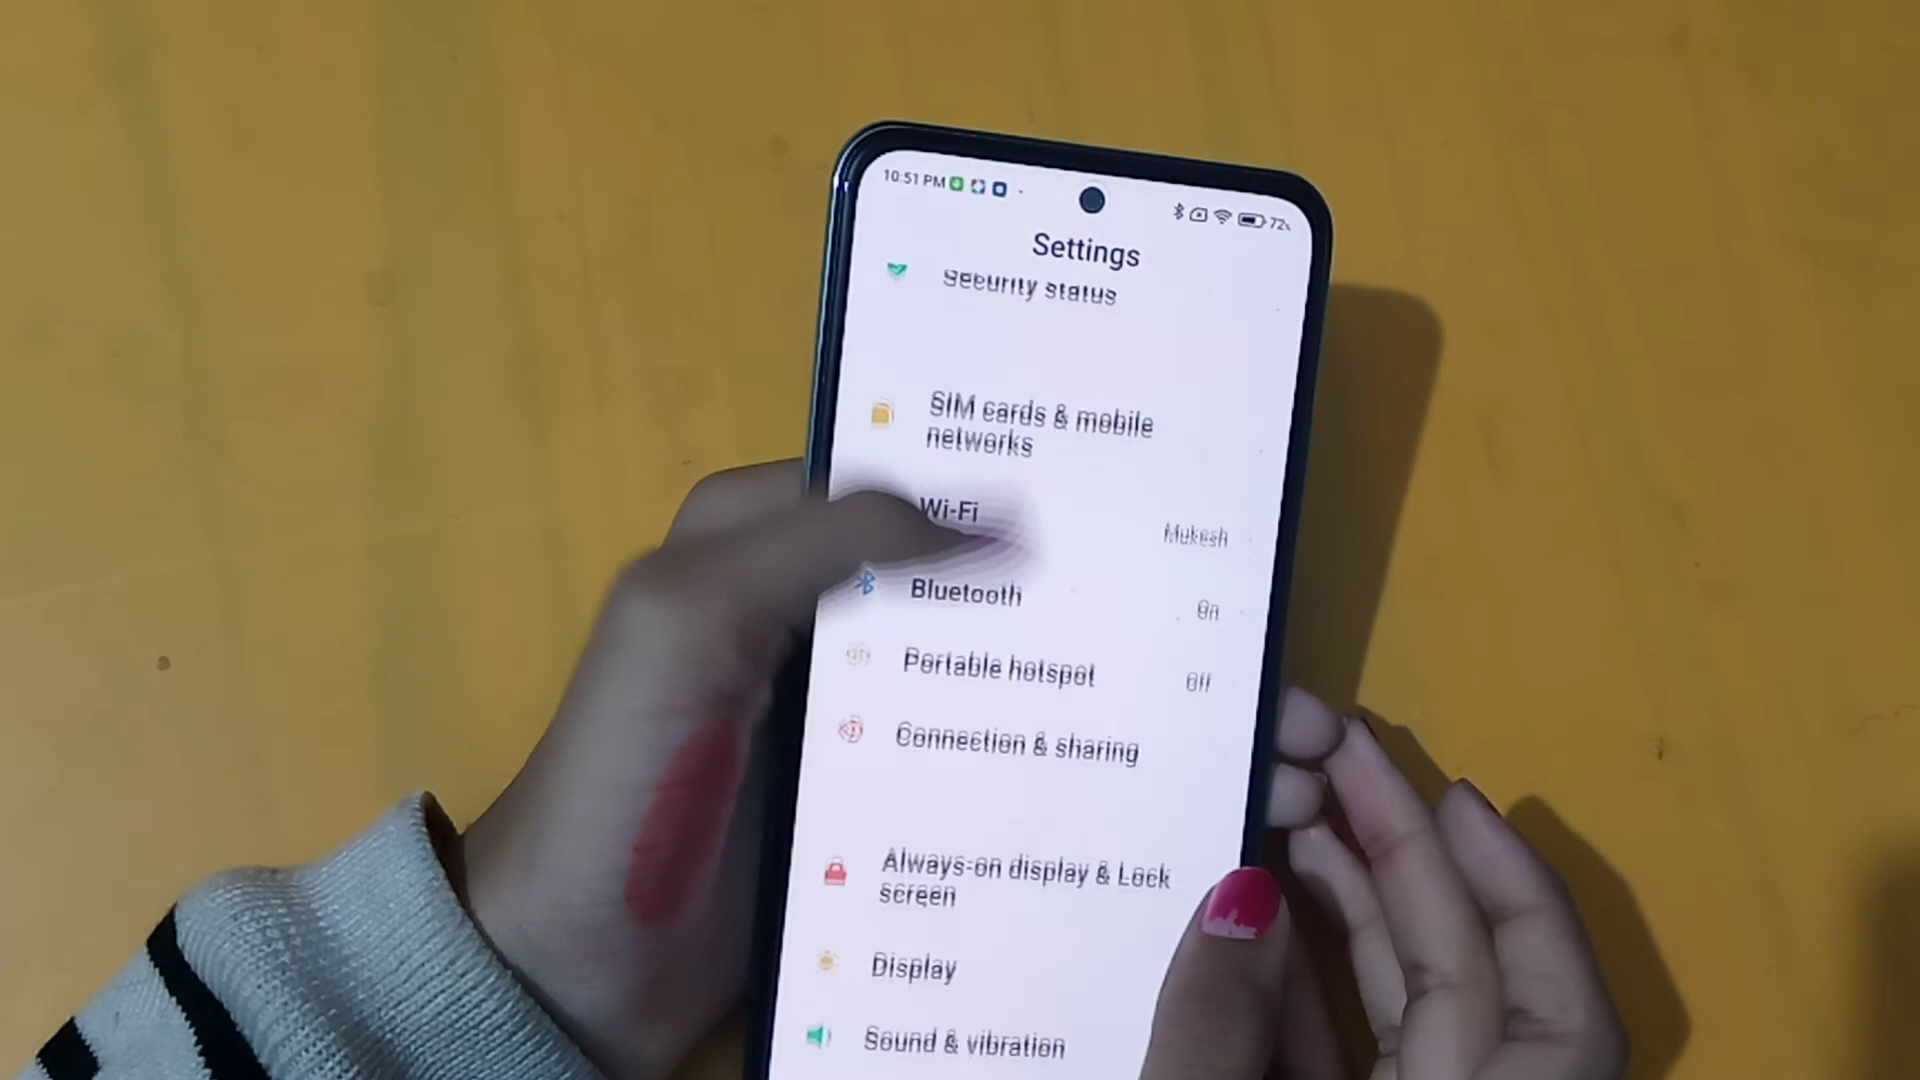 10:51 PM
72%
Settings
Security status
SIM cards & mobile
networks
Wi-Fi
Mukesh
Bluetooth
On
Portable hotspot
Off
Connection & sharing
Always-on display & Lock
screen
Display
Sound & vibration